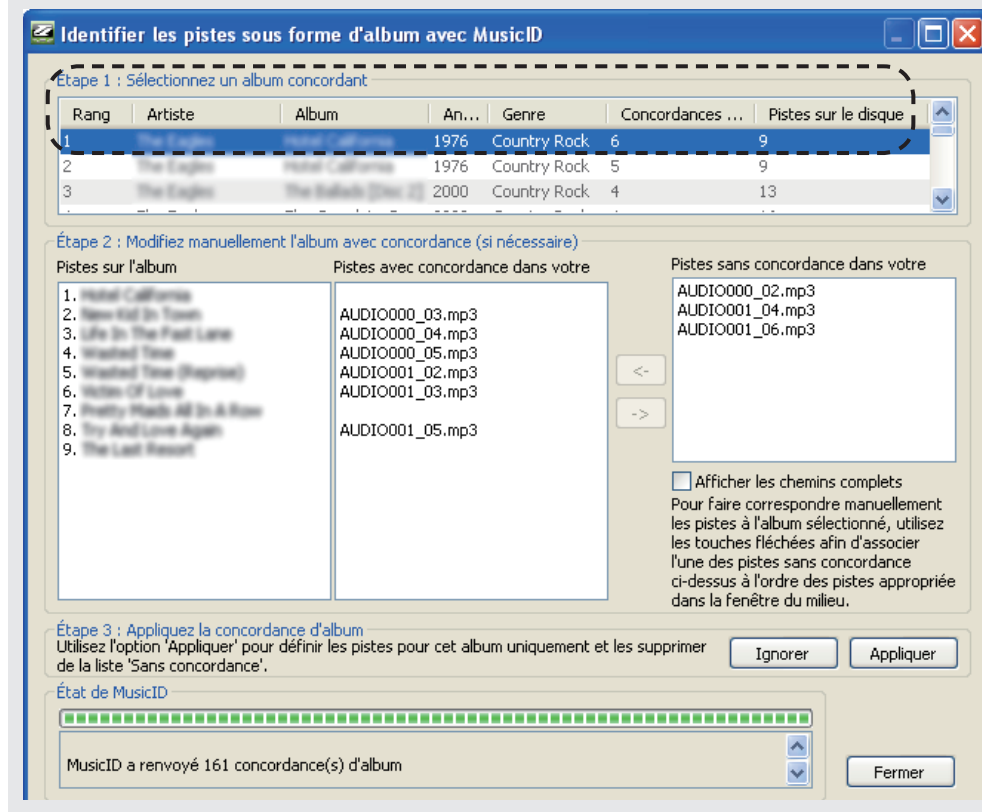 Identifier les pistes sous forme d'album avec MusicID
Étape 1 : Sélectionnez un album concordant
Rang Artiste Album An... Genre Concordances ... Pistes sur le disque
1 1976 Country Rock 6 9
2 1976 Country Rock 5 9
3 2000 Country Rock 4 13
Étape 2 : Modifiez manuellement l'album avec concordance (si nécessaire)
Pistes sur l'album
1.
2.
3.
4.
5.
6.
7.
8.
9.
Pistes avec concordance dans votre
AUDIO000_03.mp3
AUDIO000_04.mp3
AUDIO000_05.mp3
AUDIO001_02.mp3
AUDIO001_03.mp3
AUDIO001_05.mp3
<-
->
Pistes sans concordance dans votre
AUDIO000_02.mp3
AUDIO001_04.mp3
AUDIO001_06.mp3
Afficher les chemins complets
Pour faire correspondre manuellement
les pistes à l'album sélectionné, utilisez
les touches fléchées afin d'associer
l'une des pistes sans concordance
ci-dessus à l'ordre des pistes appropriée
dans la fenêtre du milieu.
Étape 3 : Appliquez la concordance d'album
Utilisez l'option 'Appliquer' pour définir les pistes pour cet album uniquement et les supprimer
de la liste 'Sans concordance'.
Ignorer Appliquer
État de MusicID
MusicID a renvoyé 161 concordance(s) d'album
Fermer